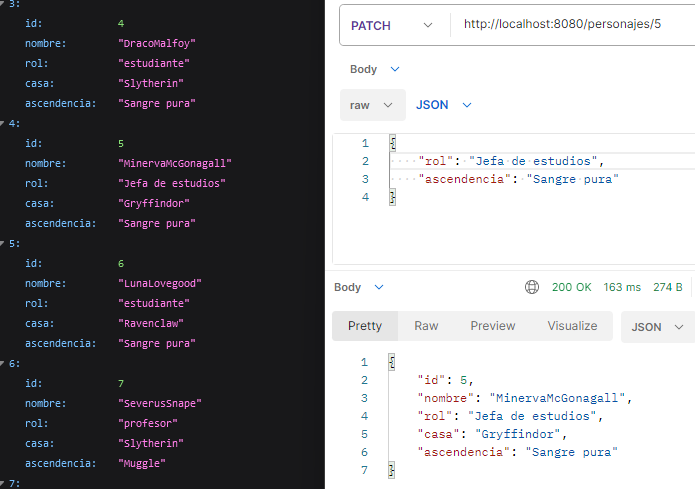 3:
id: 4
nombre: "DracoMalfoy"
rol: "estudiante"
casa: "Slytherin"
ascendencia: "Sangre pura"
4:
id: 5
nombre: "MinervaMcGonagall"
rol: "Jefa de estudios"
casa: "Gryffindor"
ascendencia: "Sangre pura"
5:
id: 6
nombre: "LunaLovegood"
rol: "estudiante"
casa: "Ravenclaw"
ascendencia: "Sangre pura"
6:
id: 7
nombre: "SeverusSnape"
rol: "profesor"
casa: "Slytherin"
ascendencia: "Muggle"
7:
PATCH http://localhost:8080/personajes/5
Body
raw JSON
1 {
2 "rol": "Jefa de estudios",
3 "ascendencia": "Sangre pura"
4 }
Body 200 OK 163 ms 274 B
Pretty Raw Preview Visualize JSON
1 {
2 "id": 5,
3 "nombre": "MinervaMcGonagall",
4 "rol": "Jefa de estudios",
5 "casa": "Gryffindor",
6 "ascendencia": "Sangre pura"
7 }